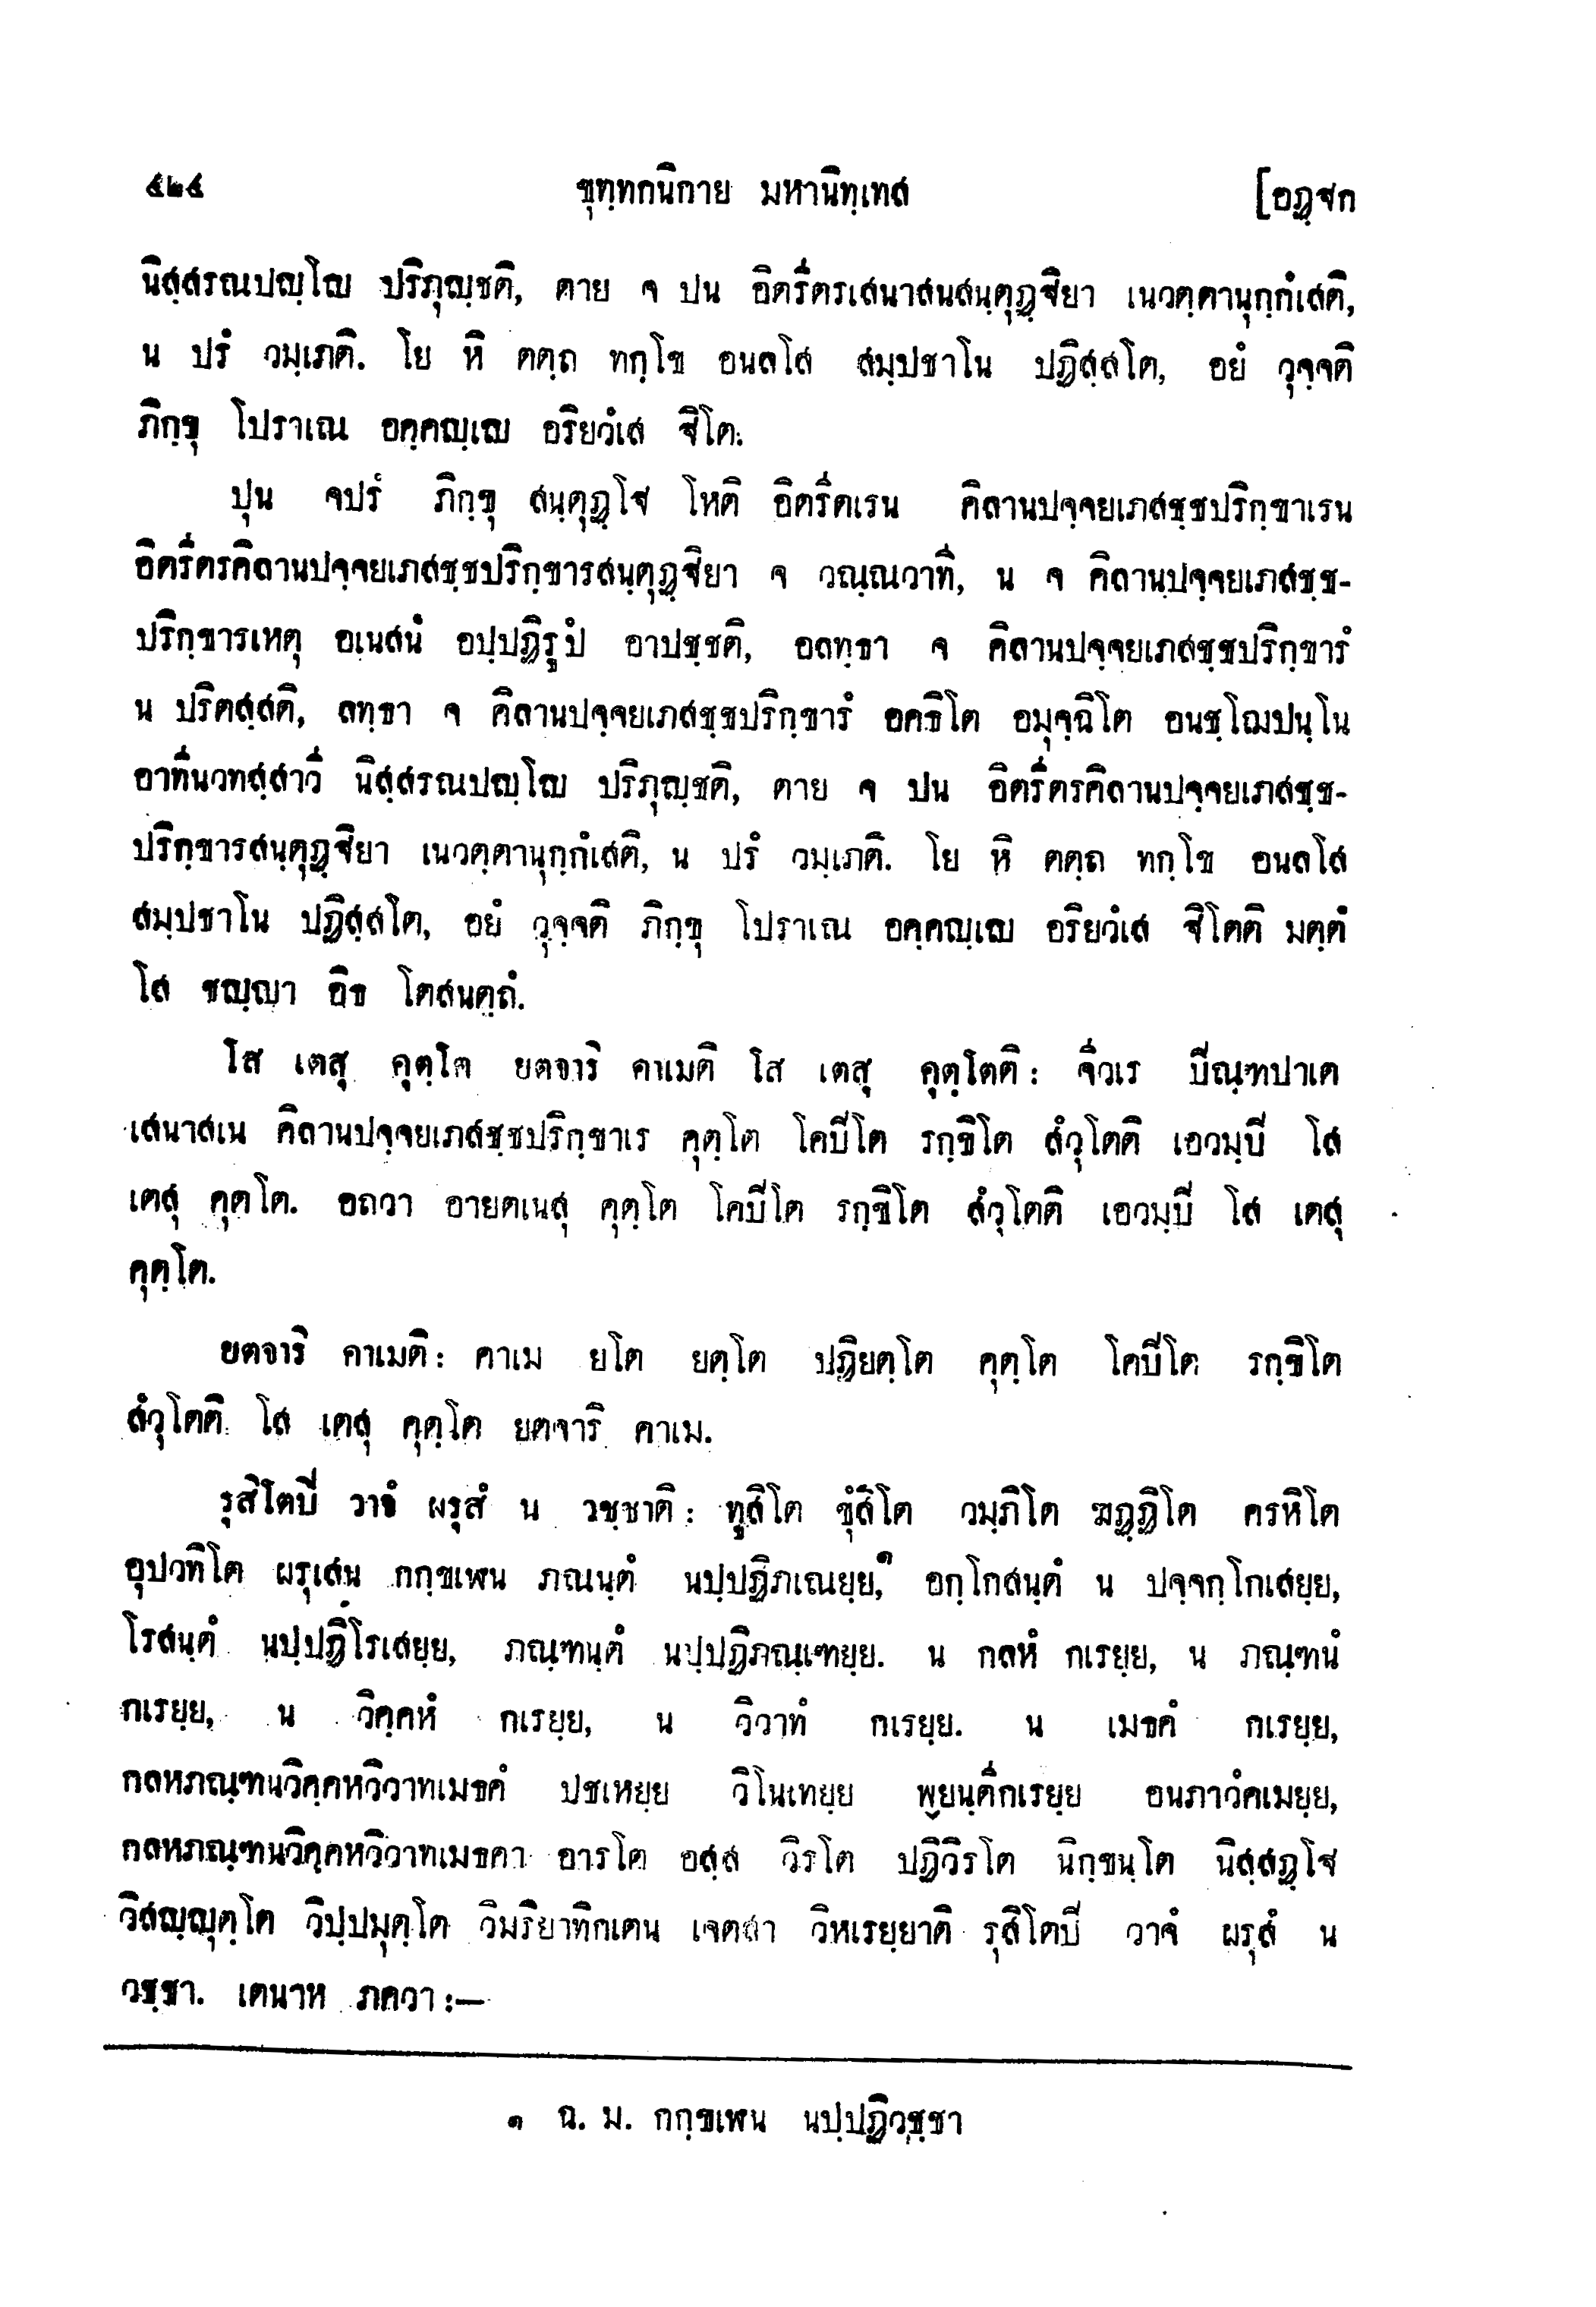 ๕๒๔ ขุทฺทกนิกาย มหานิทฺเทส [อฏฺฐก
นิสฺสรณปญฺโญ ปริภุญฺชติ, ตาย จ ปน อิตรีตรเสนาสนสนฺตุฏฺฐิยา เนวตฺตานุกฺกํเสติ,
น ปรํ วมฺเภติ. โย หิ ตตฺถ ทกฺโข อนลโส สมฺปชาโน ปฏิสฺสโต, อยํ วุจฺจติ
ภิกฺขุ โปราเณ อคฺคญฺเญ อริยวํเส ฐิโต.
ปุน จปรํ ภิกฺขุ สนฺตุฏฺโฐ โหติ อิตรีตเรน คิลานปจฺจยเภสชฺชปริกฺขาเรน
อิตรีตรคิลานปจฺจยเภสชฺชปริกฺขารสนฺตุฏฺฐิยา จ วณฺณวาที, น จ คิลานปจฺจยเภสชฺช-
ปริกฺขารเหตุ อเนสนํ อปฺปฏิรูปํ อาปชฺชติ, อลทฺธา จ คิลานปจฺจยเภสชฺชปริกฺขารํ
น ปริตสฺสติ, ลทฺธา จ คิลานปจฺจยเภสชฺชปริกฺขารํ อคธิโต อมุจฺฉิโต อนชฺโฌปนฺโน
อาทีนวทสฺสาวี นิสฺสรณปญฺโญ ปริภุญฺชติ, ตาย จ ปน อิตรีตรคิลานปจฺจยเภสชฺช-
ปริกฺขารสนฺตุฏฺฐิยา เนวตฺตานุกฺกํเสติ, น ปรํ วมฺเภติ. โย หิ ตตฺถ ทกฺโข อนลโส
สมฺปชาโน ปฏิสฺสโต, อยํ วุจฺจติ ภิกฺขุ โปราเณ อคฺคญฺเญ อริยวํเส ฐิโตติ มตฺตํ
โส ชญฺญา อิธ โตสนตฺถํ.
โส เตสุ คุตฺโต ยตจาริ คาเมติ โส เตสุ คุตฺโตติ: จีวเร ปิณฺฑปาเต
เสนาสเน คิลานปจฺจยเภสชฺชปริกฺขาเร คุตฺโต โคปิโต รกฺขิโต สํวุโตติ เอวมฺปิ โส
เตสุ คุตฺโต. อถวา อายตเนสุ คุตฺโต โคปิโต รกฺขิโต สํวุโตติ เอวมฺปิ โส เตสุ
คุตฺโต.
ยตจาริ คาเมติ: คาเม ยโต ยตฺโต ปฏิยตฺโต คุตฺโต โคปิโต รกฺขิโต
สํวุโตติ โส เตสุ คุตฺโต ยตจาริ คาเม.
รุสิโตปิ วาจํ ผรุสํ น วชฺชาติ: ทูสิโต ขุํสิโต วมฺภิโต ฆฏฺฏิโต ครหิโต
อุปวทิโต ผรุเสน กกฺขเฬน ภณนฺตํ นปฺปฏิภเณยฺย,๑ อกฺโกสนฺตํ น ปจฺจกฺโกเสยฺย,
โรสนฺตํ นปฺปฏิโรเสยฺย, ภณฺฑนฺตํ นปฺปฏิภณฺเฑยฺย. น กลหํ กเรยฺย, น ภณฺฑนํ
กเรยฺย, น วิคฺคหํ กเรยฺย, น วิวาทํ กเรยฺย. น เมธคํ กเรยฺย,
กลหภณฺฑนวิคฺคหวิวาทเมธคํ ปชเหยฺย วิโนเทยฺย พฺยนฺตีกเรยฺย อนภาวํคเมยฺย,
กลหภณฺฑนวิคฺคหวิวาทเมธคา อารโต อสฺส วิรโต ปฏิวิรโต นิกฺขนฺโต นิสฺสฏฺโฐ
วิสญฺญุตฺโต วิปฺปมุตฺโต วิมริยาทิกเตน เจตสา วิหเรยฺยาติ รุสิโตปิ วาจํ ผรุสํ น
วชฺชา. เตนาห ภควา :—
๑ ฉ. ม. กกฺขเฬน นปฺปฏิวชฺชา